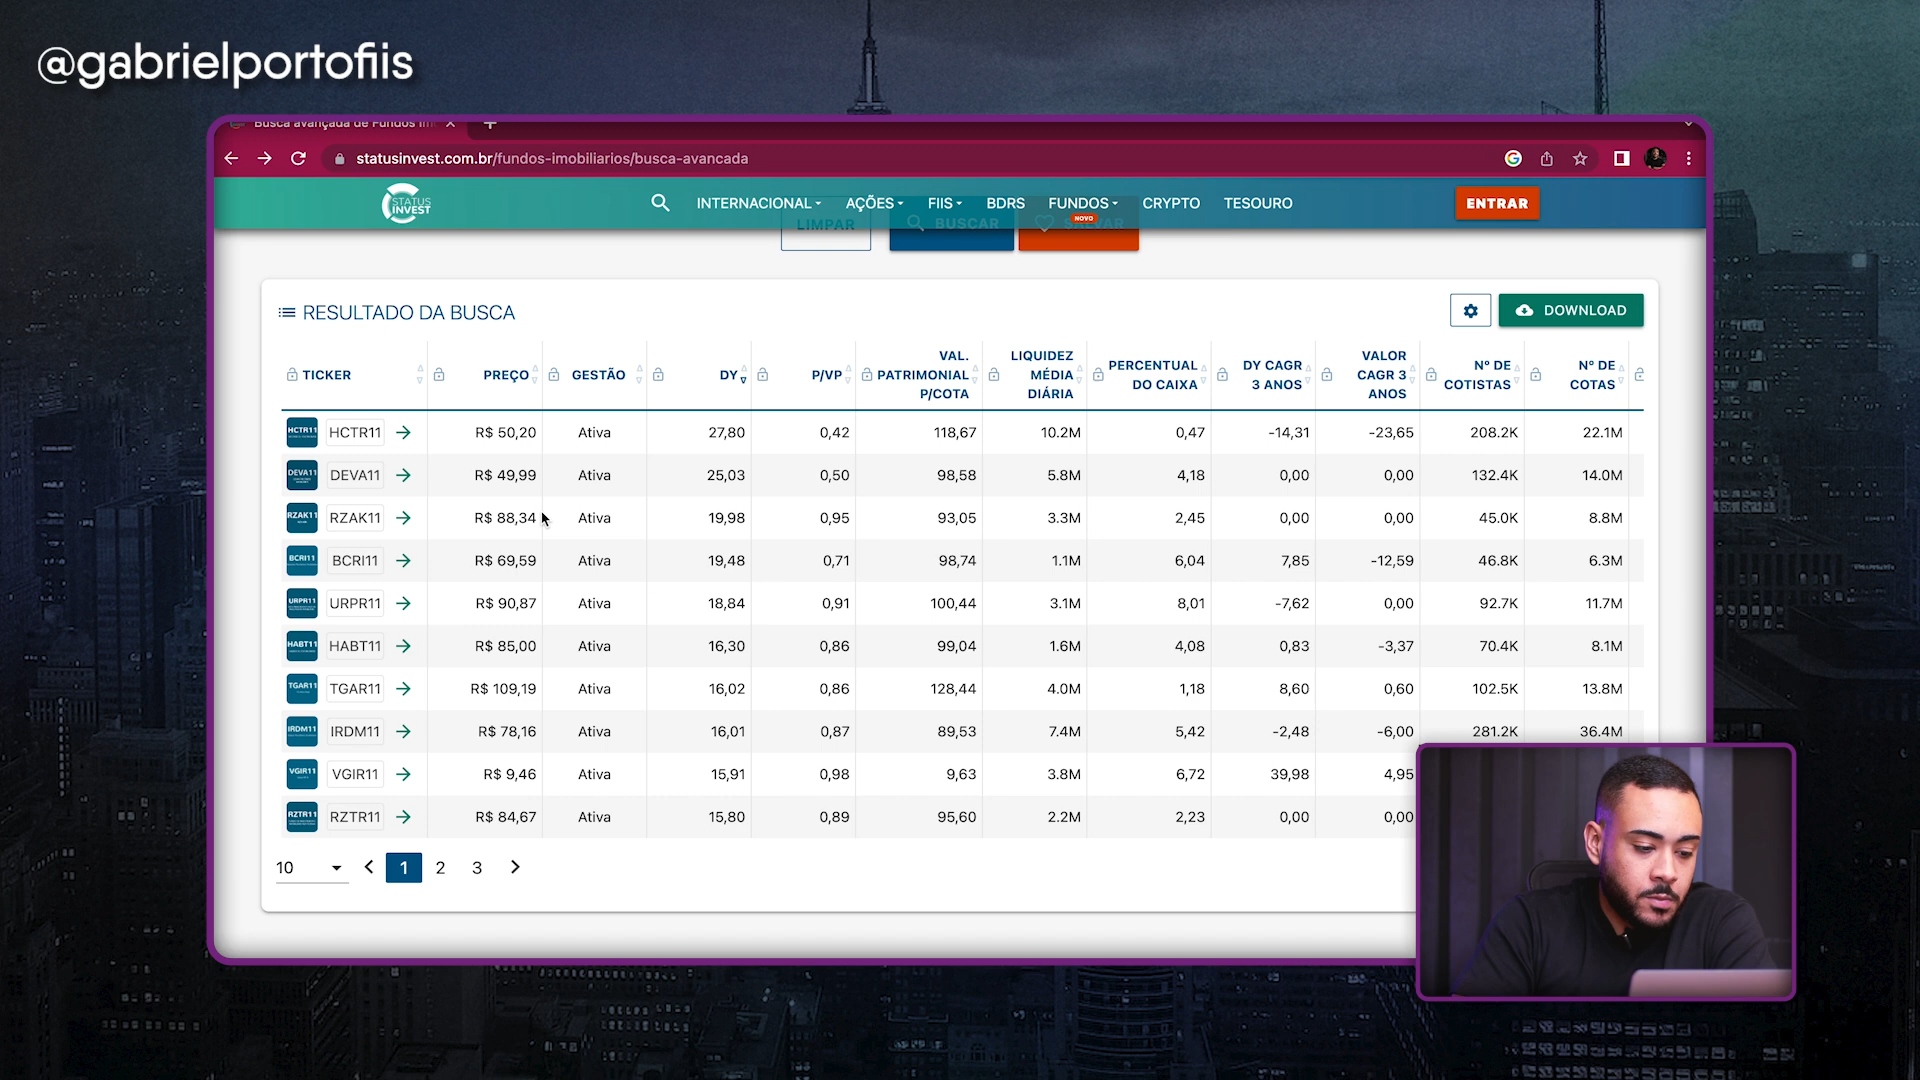 @gabrielportofiis
Busca avançada de Fundos Im
statusinvest.com.br/fundos-imobiliarios/busca-avancada
STATUS INVEST
INTERNACIONAL AÇÕES FIIS BDRS FUNDOS CRYPTO TESOURO ENTRAR
NOVO
LIMPAR BUSCAR SALVAR
RESULTADO DA BUSCA DOWNLOAD
TICKER PREÇO GESTÃO DY P/VP VAL. PATRIMONIAL P/COTA LIQUIDEZ MÉDIA DIÁRIA PERCENTUAL DO CAIXA DY CAGR 3 ANOS VALOR CAGR 3 ANOS Nº DE COTISTAS Nº DE COTAS
HCTR11 HCTR11 R$ 50,20 Ativa 27,80 0,42 118,67 10.2M 0,47 -14,31 -23,65 208.2K 22.1M
DEVA11 DEVA11 R$ 49,99 Ativa 25,03 0,50 98,58 5.8M 4,18 0,00 0,00 132.4K 14.0M
RZAK11 RZAK11 R$ 88,34 Ativa 19,98 0,95 93,05 3.3M 2,45 0,00 0,00 45.0K 8.8M
BCRI11 BCRI11 R$ 69,59 Ativa 19,48 0,71 98,74 1.1M 6,04 7,85 -12,59 46.8K 6.3M
URPR11 URPR11 R$ 90,87 Ativa 18,84 0,91 100,44 3.1M 8,01 -7,62 0,00 92.7K 11.7M
HABT11 HABT11 R$ 85,00 Ativa 16,30 0,86 99,04 1.6M 4,08 0,83 -3,37 70.4K 8.1M
TGAR11 TGAR11 R$ 109,19 Ativa 16,02 0,86 128,44 4.0M 1,18 8,60 0,60 102.5K 13.8M
IRDM11 IRDM11 R$ 78,16 Ativa 16,01 0,87 89,53 7.4M 5,42 -2,48 -6,00 281.2K 36.4M
VGIR11 VGIR11 R$ 9,46 Ativa 15,91 0,98 9,63 3.8M 6,72 39,98 4,95
RZTR11 RZTR11 R$ 84,67 Ativa 15,80 0,89 95,60 2.2M 2,23 0,00 0,00
10 1 2 3